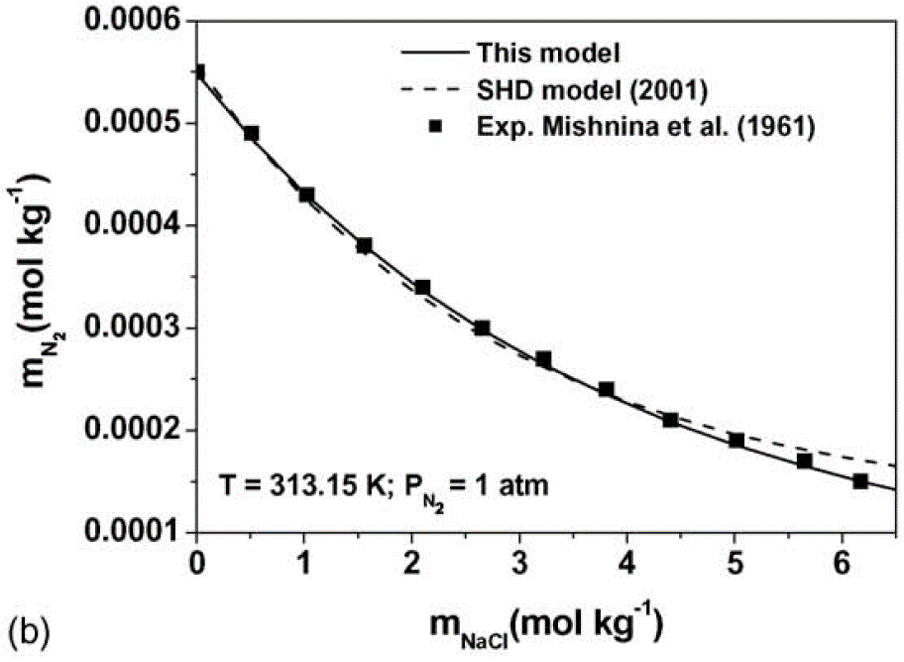 0.0006
0.0005
0.0004
0.0003
0.0002
0.0001
m_N₂(mol kg⁻¹)
This model
SHD model (2001)
Exp. Mishnina et al. (1961)
T = 313.15 K; P_N₂ = 1 atm
0 1 2 3 4 5 6
m_NaCl(mol kg⁻¹)
(b)